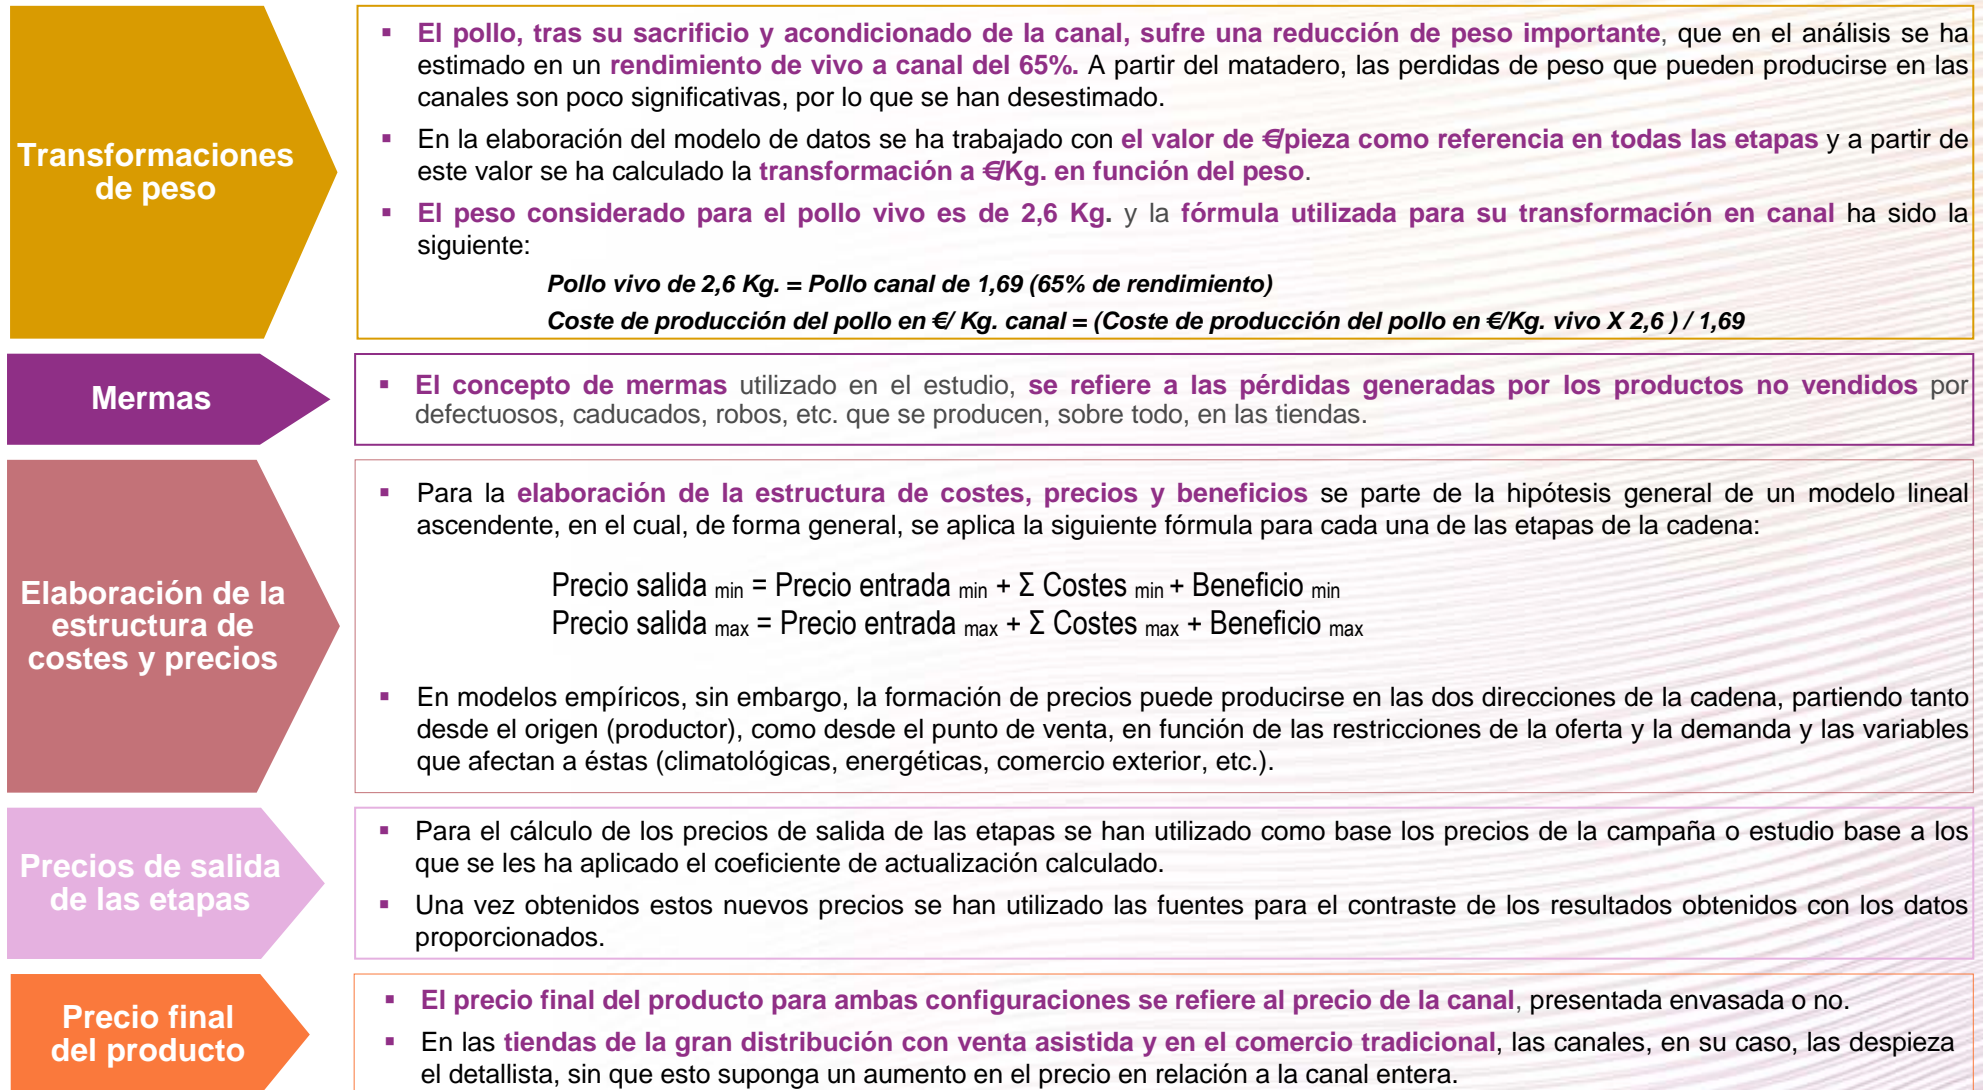 Transformaciones
de peso
▪ El pollo, tras su sacrificio y acondicionado de la canal, sufre una reducción de peso importante, que en el análisis se ha
estimado en un rendimiento de vivo a canal del 65%. A partir del matadero, las perdidas de peso que pueden producirse en las
canales son poco significativas, por lo que se han desestimado.
▪ En la elaboración del modelo de datos se ha trabajado con el valor de €/pieza como referencia en todas las etapas y a partir de
este valor se ha calculado la transformación a €/Kg. en función del peso.
▪ El peso considerado para el pollo vivo es de 2,6 Kg. y la fórmula utilizada para su transformación en canal ha sido la
siguiente:
Pollo vivo de 2,6 Kg. = Pollo canal de 1,69 (65% de rendimiento)
Coste de producción del pollo en €/ Kg. canal = (Coste de producción del pollo en €/Kg. vivo X 2,6 ) / 1,69
Mermas
▪ El concepto de mermas utilizado en el estudio, se refiere a las pérdidas generadas por los productos no vendidos por
defectuosos, caducados, robos, etc. que se producen, sobre todo, en las tiendas.
Elaboración de la
estructura de
costes y precios
▪ Para la elaboración de la estructura de costes, precios y beneficios se parte de la hipótesis general de un modelo lineal
ascendente, en el cual, de forma general, se aplica la siguiente fórmula para cada una de las etapas de la cadena:
Precio salida min = Precio entrada min + Σ Costes min + Beneficio min
Precio salida max = Precio entrada max + Σ Costes max + Beneficio max
▪ En modelos empíricos, sin embargo, la formación de precios puede producirse en las dos direcciones de la cadena, partiendo tanto
desde el origen (productor), como desde el punto de venta, en función de las restricciones de la oferta y la demanda y las variables
que afectan a éstas (climatológicas, energéticas, comercio exterior, etc.).
Precios de salida
de las etapas
▪ Para el cálculo de los precios de salida de las etapas se han utilizado como base los precios de la campaña o estudio base a los
que se les ha aplicado el coeficiente de actualización calculado.
▪ Una vez obtenidos estos nuevos precios se han utilizado las fuentes para el contraste de los resultados obtenidos con los datos
proporcionados.
Precio final
del producto
▪ El precio final del producto para ambas configuraciones se refiere al precio de la canal, presentada envasada o no.
▪ En las tiendas de la gran distribución con venta asistida y en el comercio tradicional, las canales, en su caso, las despieza
el detallista, sin que esto suponga un aumento en el precio en relación a la canal entera.